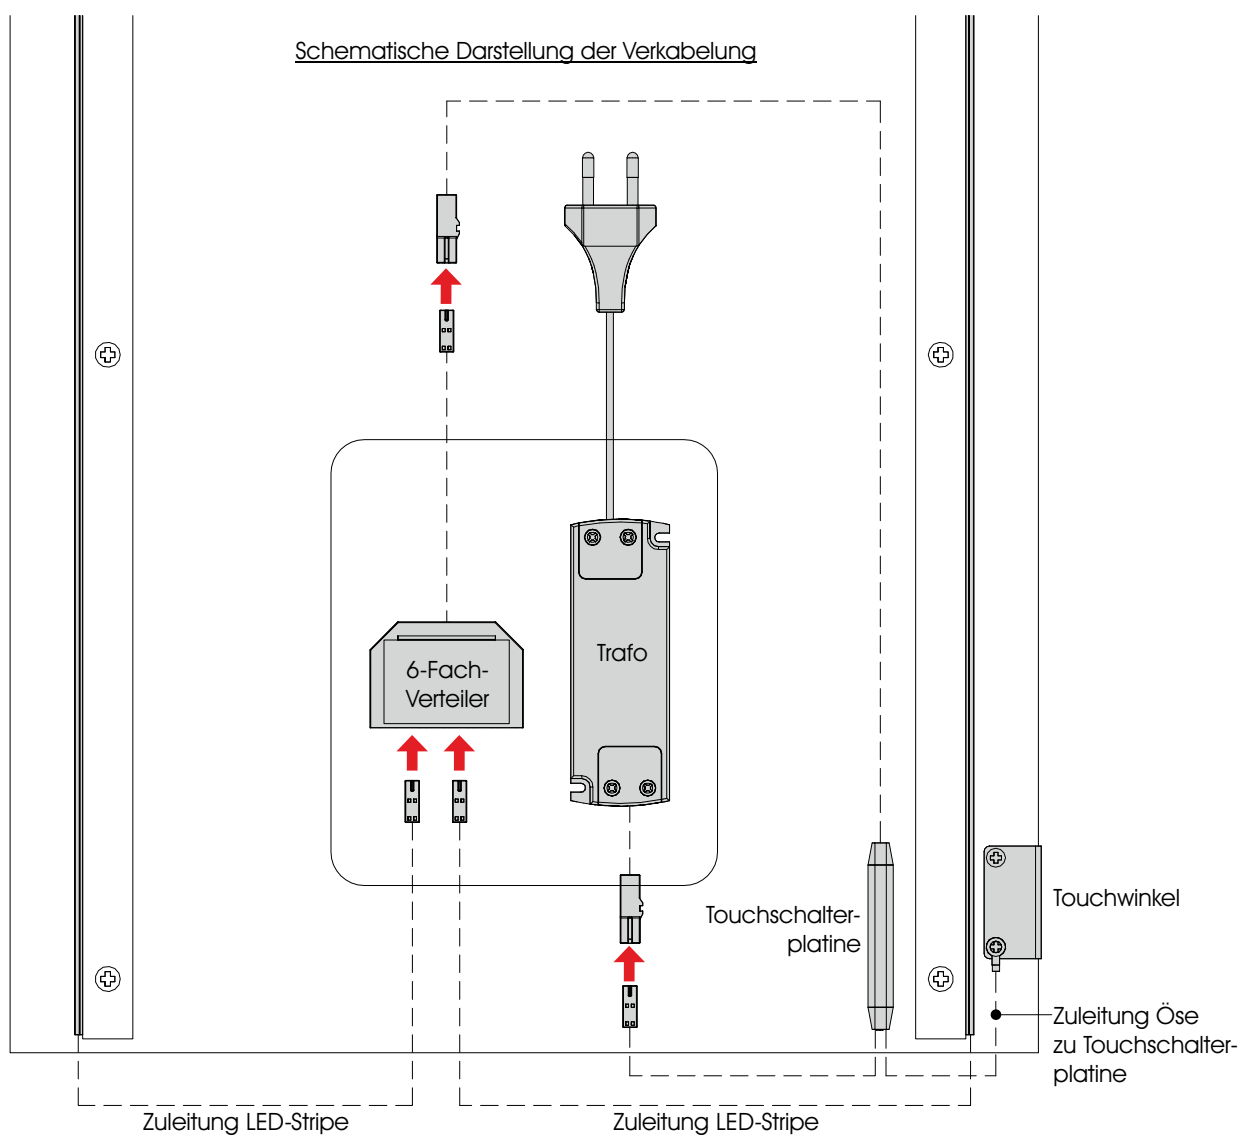 Schematische Darstellung der Verkabelung
6-Fach-
Verteiler
Trafo
Touchschalter-
platine
Touchwinkel
Zuleitung Öse
zu Touchschalter-
platine
Zuleitung LED-Stripe
Zuleitung LED-Stripe